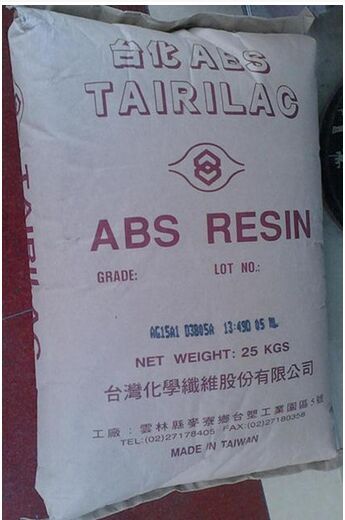 台化 ABS
TAIRILAC
ABS RESIN
GRADE: LOT NO.:
AG15A1 D3B05A 13:49D 05 ML
NET WEIGHT: 25 KGS
台灣化學纖維股份有限公司
工廠：雲林縣麥寮鄉台塑工業園區5號
TEL:(02)27178405 FAX:(02)27180358
MADE IN TAIWAN
TAIRILAC